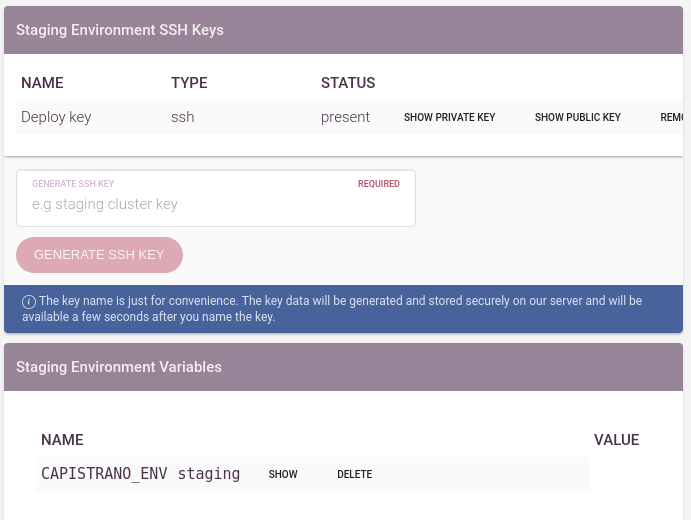 Staging Environment SSH Keys
NAME TYPE STATUS
Deploy key ssh present SHOW PRIVATE KEY SHOW PUBLIC KEY REMO
GENERATE SSH KEY REQUIRED
e.g staging cluster key
GENERATE SSH KEY
The key name is just for convenience. The key data will be generated and stored securely on our server and will be
available a few seconds after you name the key.
Staging Environment Variables
NAME VALUE
CAPISTRANO_ENV staging SHOW DELETE